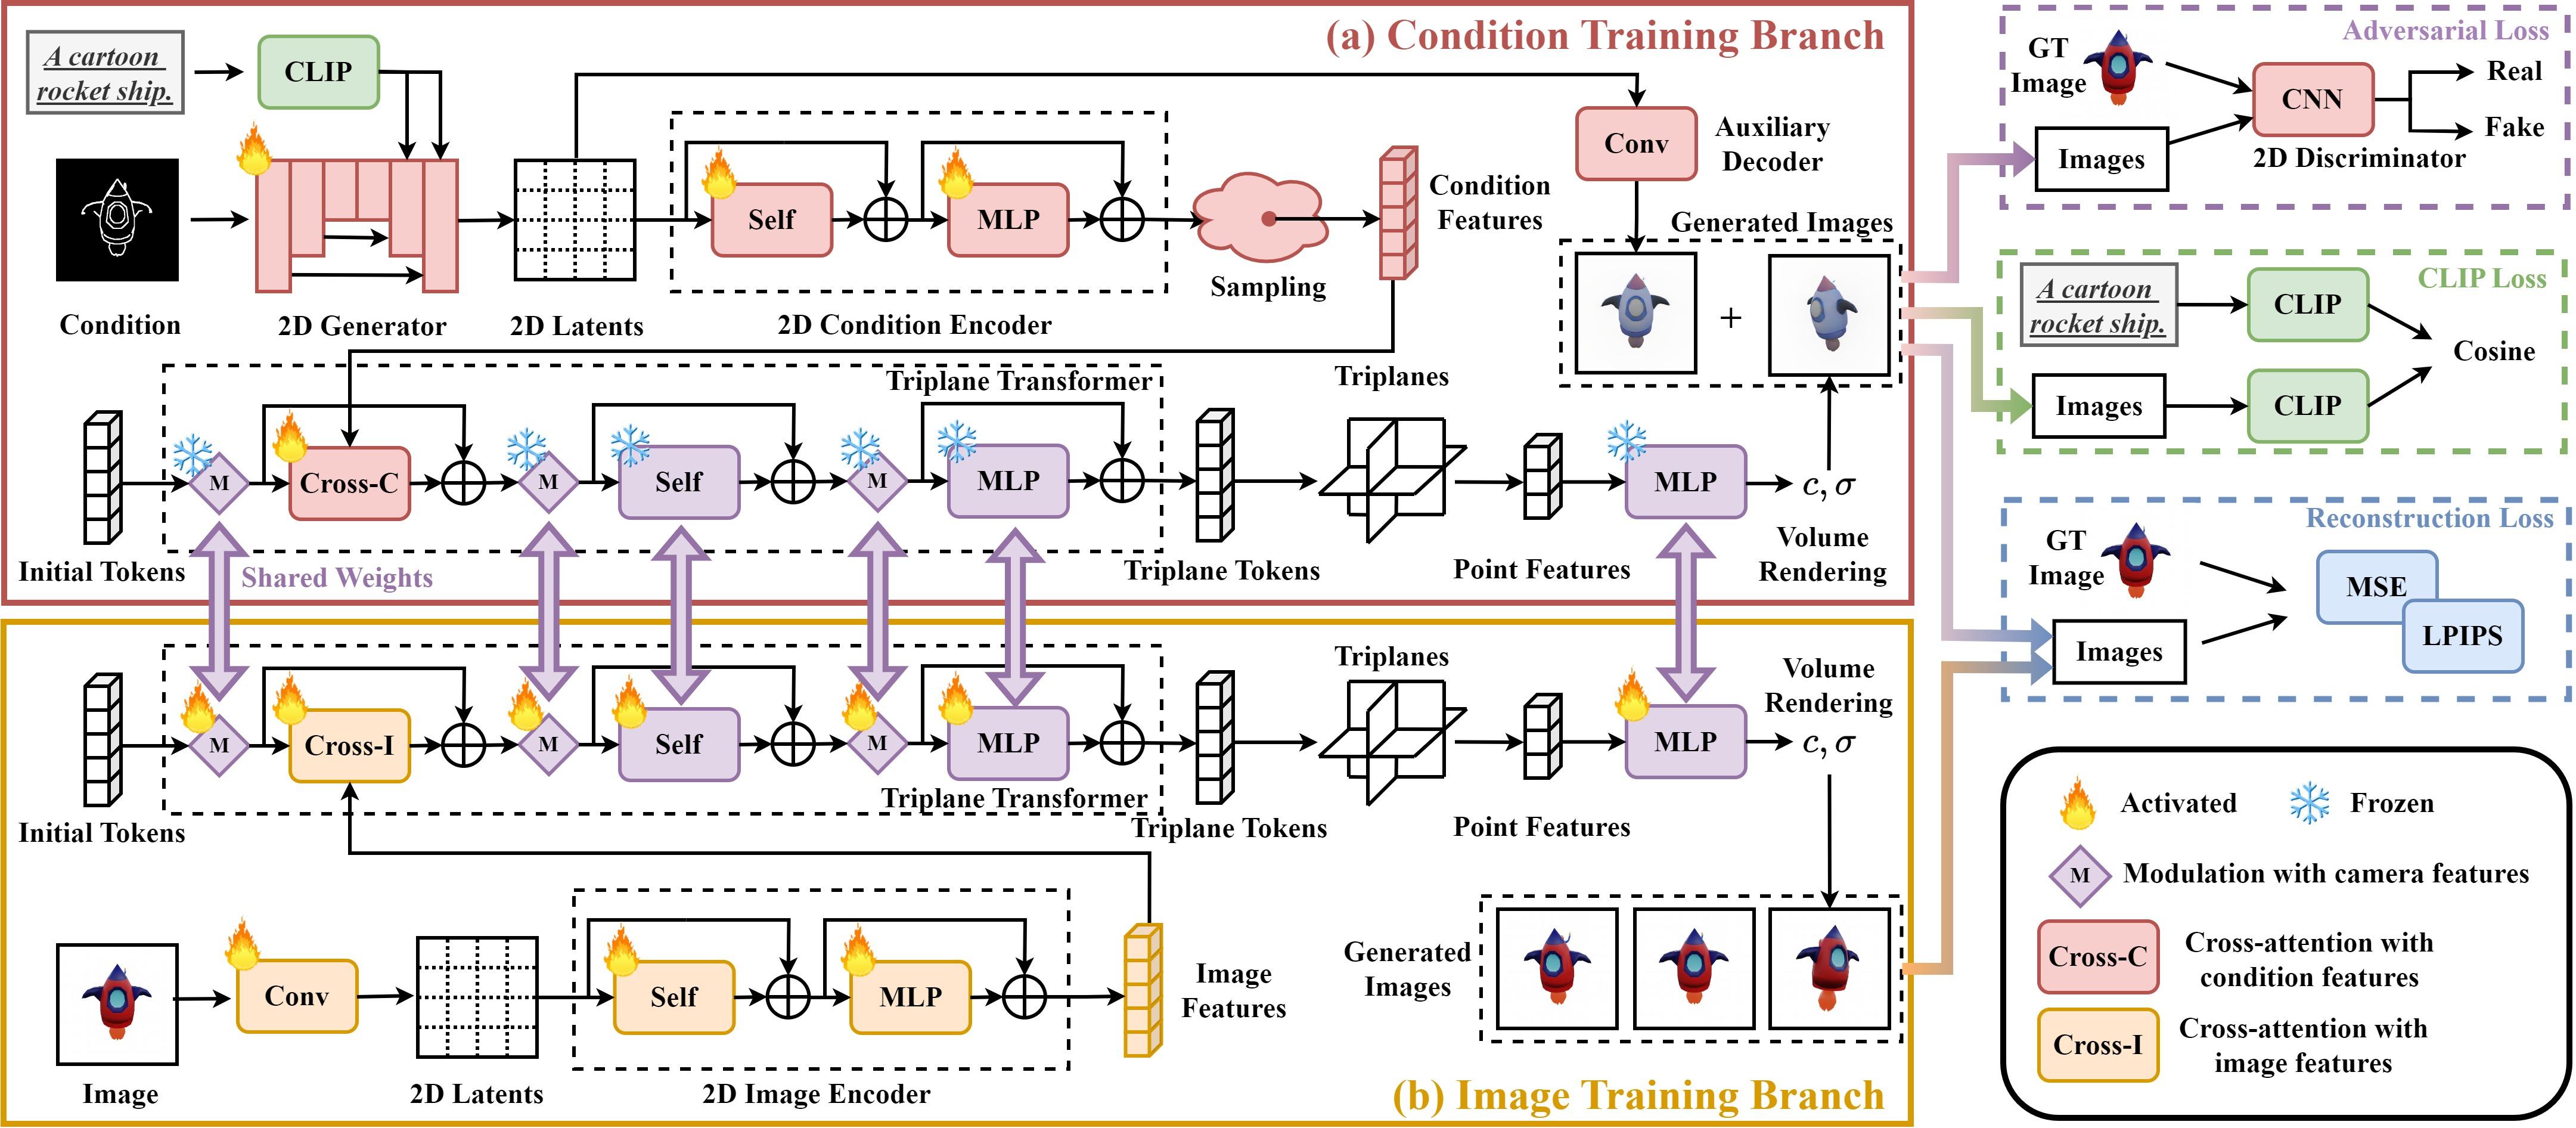 (a) Condition Training Branch
A cartoon
rocket ship.
CLIP
Condition
2D Generator
2D Latents
Self
MLP
2D Condition Encoder
Sampling
Condition
Features
Conv
Auxiliary
Decoder
Generated Images
+
Triplane Transformer
Initial Tokens
M
Cross-C
M
Self
M
MLP
Triplane Tokens
Triplanes
Point Features
MLP
c, σ
Volume
Rendering
Shared Weights
Initial Tokens
M
Cross-I
M
Self
M
MLP
Triplane Transformer
Triplane Tokens
Triplanes
Point Features
MLP
Volume
Rendering
c, σ
Image
Conv
2D Latents
Self
MLP
2D Image Encoder
Image
Features
Generated
Images
(b) Image Training Branch
Adversarial Loss
GT
Image
Images
CNN
2D Discriminator
Real
Fake
CLIP Loss
A cartoon
rocket ship.
CLIP
Images
CLIP
Cosine
Reconstruction Loss
GT
Image
Images
MSE
LPIPS
Activated
Frozen
M
Modulation with camera features
Cross-C
Cross-attention with
condition features
Cross-I
Cross-attention with
image features